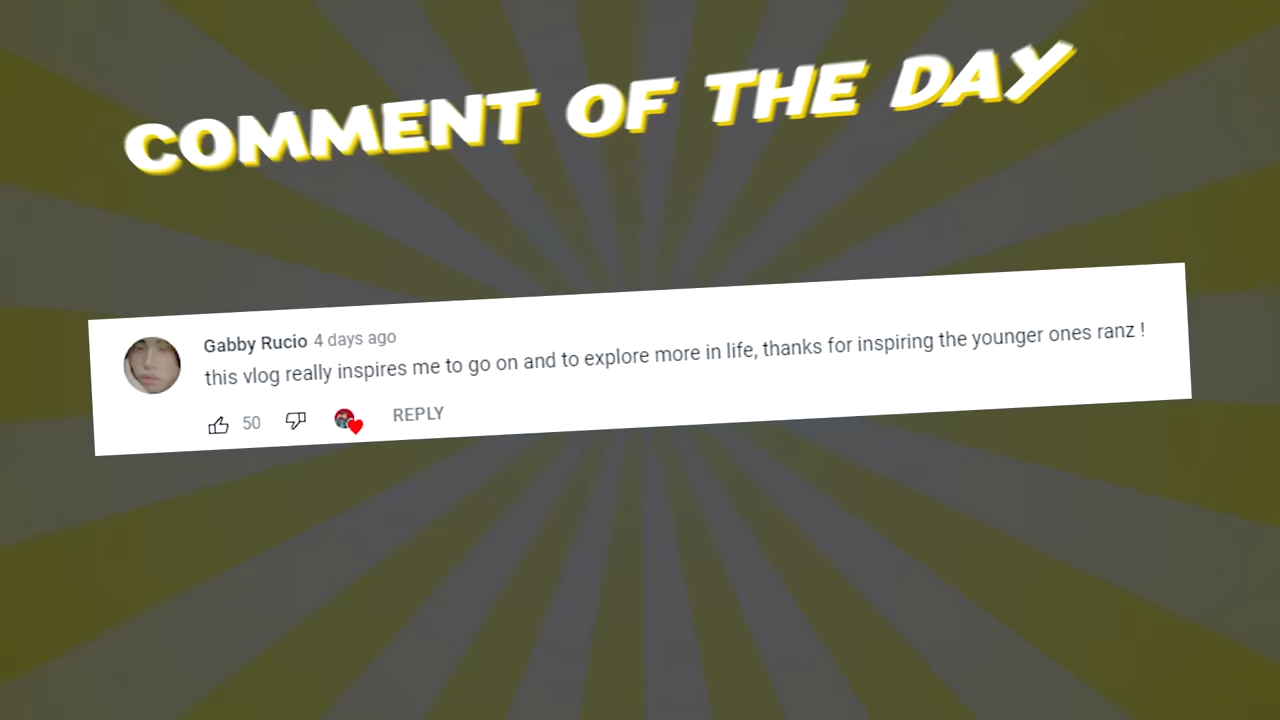 COMMENT OF THE DAY
Gabby Rucio 4 days ago
this vlog really inspires me to go on and to explore more in life, thanks for inspiring the younger ones ranz !
50 REPLY